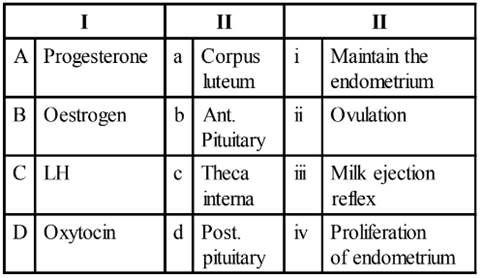 I II II
A Progesterone a Corpus luteum i Maintain the endometrium
B Oestrogen b Ant. Pituitary ii Ovulation
C LH c Theca interna iii Milk ejection reflex
D Oxytocin d Post. pituitary iv Proliferation of endometrium